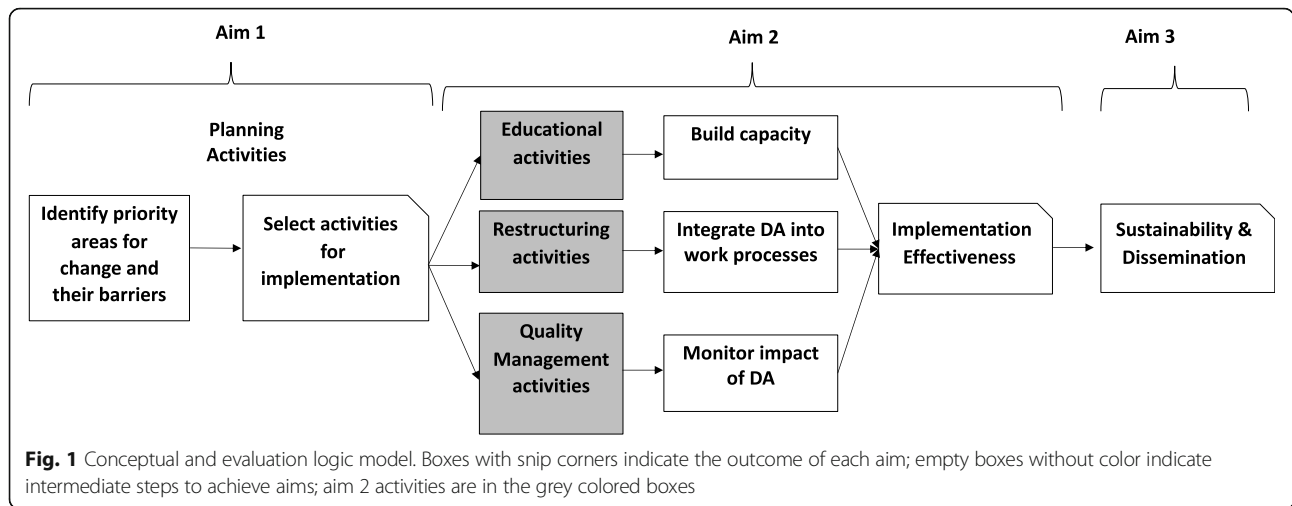 Aim 1
Aim 2
Aim 3
Planning
Activities
Identify priority
areas for
change and
their barriers
Select activities
for
implementation
Educational
activities
Build capacity
Restructuring
activities
Integrate DA into
work processes
Quality
Management
activities
Monitor impact
of DA
Implementation
Effectiveness
Sustainability &
Dissemination
Fig. 1 Conceptual and evaluation logic model. Boxes with snip corners indicate the outcome of each aim; empty boxes without color indicate
intermediate steps to achieve aims; aim 2 activities are in the grey colored boxes